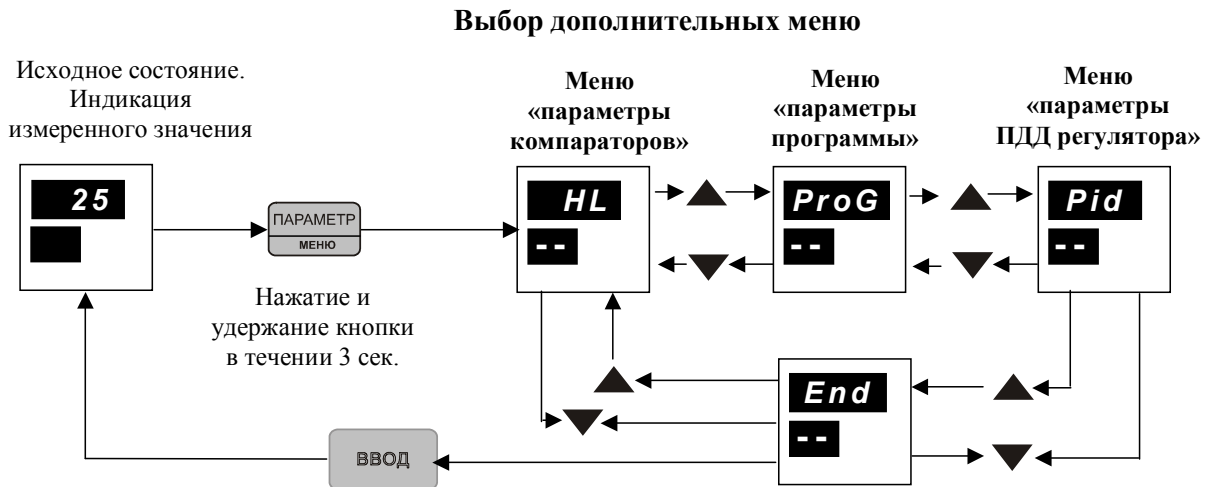 Выбор дополнительных меню
Исходное состояние.
Индикация
измеренного значения
Меню
«параметры
компараторов»
Меню
«параметры
программы»
Меню
«параметры
ПДД регулятора»
25
ПАРАМЕТР
МЕНЮ
HL
--
ProG
--
Pid
--
Нажатие и
удержание кнопки
в течении 3 сек.
End
--
ВВОД